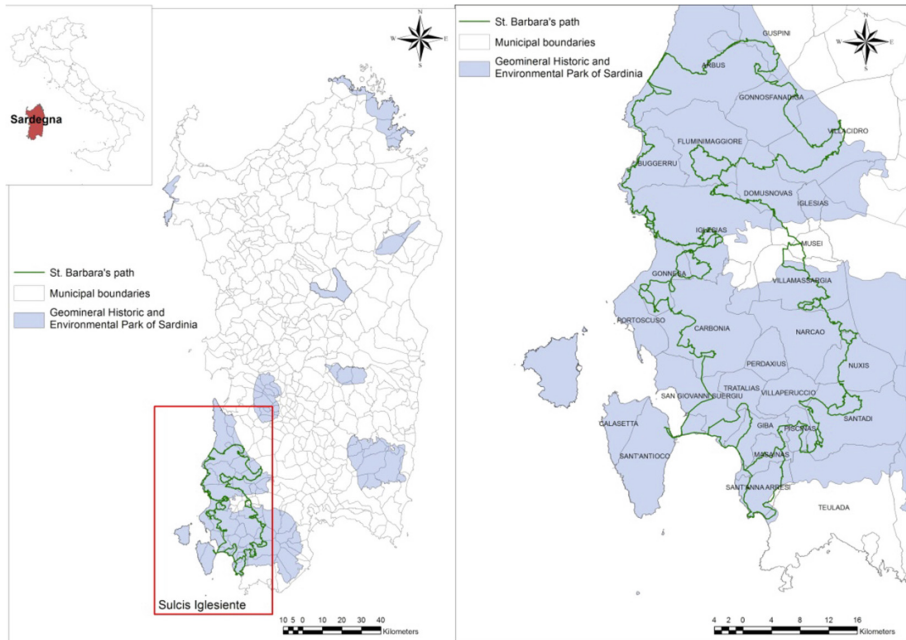 Sardegna
N
W
E
S
St. Barbara's path
Municipal boundaries
Geomineral Historic and
Environmental Park of Sardinia
Sulcis Iglesiente
10 5 0 10 20 30 40
Kilometers
St. Barbara's path
Municipal boundaries
Geomineral Historic and
Environmental Park of Sardinia
N
W
E
S
GUSPINI
ARBUS
GONNOSFANADIGA
VILLACIDRO
FLUMINIMAGGIORE
BUGGERRU
DOMUSNOVAS
IGLESIAS
IGLESIAS
MUSEI
GONNESA
VILLAMASSARGIA
PORTOSCUSO
CARBONIA
NARCAO
PERDAXIUS
NUXIS
SAN GIOVANNI SUERGIU
TRATALIAS
VILLAPERUCCIO
SANTADI
CALASETTA
GIBA
PISCINAS
SANT'ANTIOCO
MASAINAS
SANT'ANNA ARRESI
TEULADA
4 2 0 4 8 12 16
Kilometers